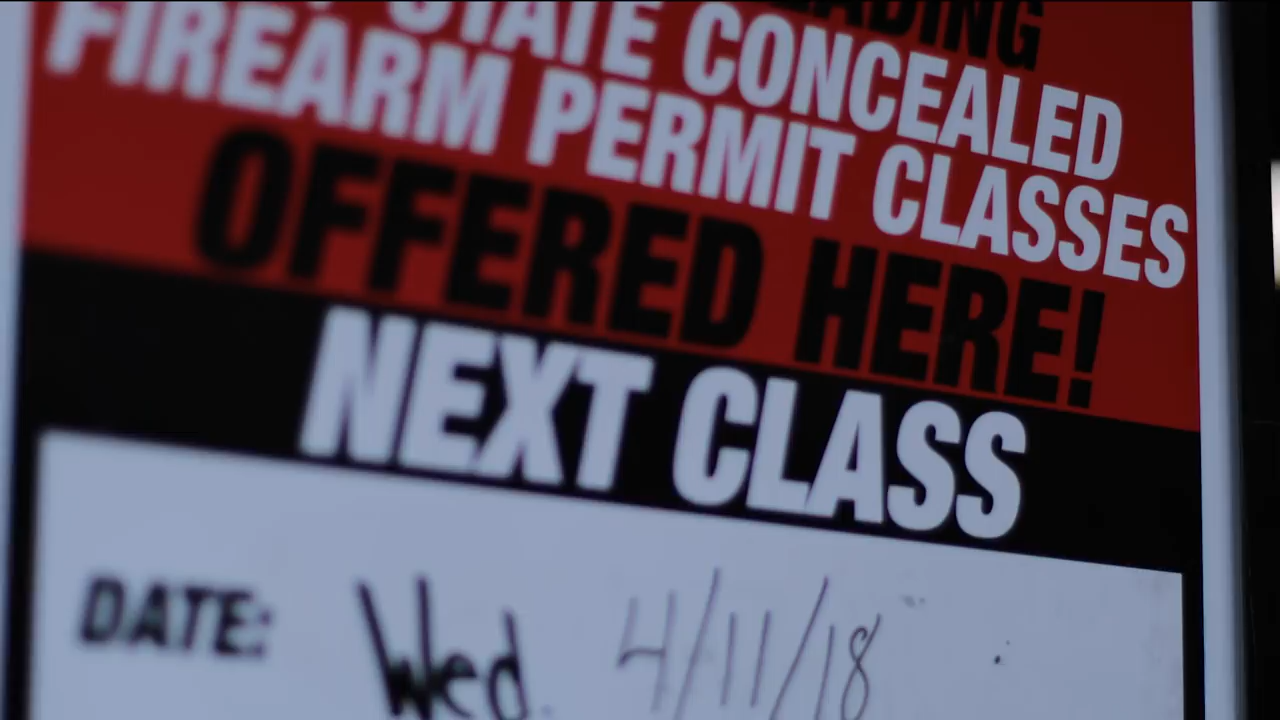 STATE CONCEALED
FIREARM PERMIT CLASSES
OFFERED HERE!
NEXT CLASS
DATE: Wed. 4/11/18